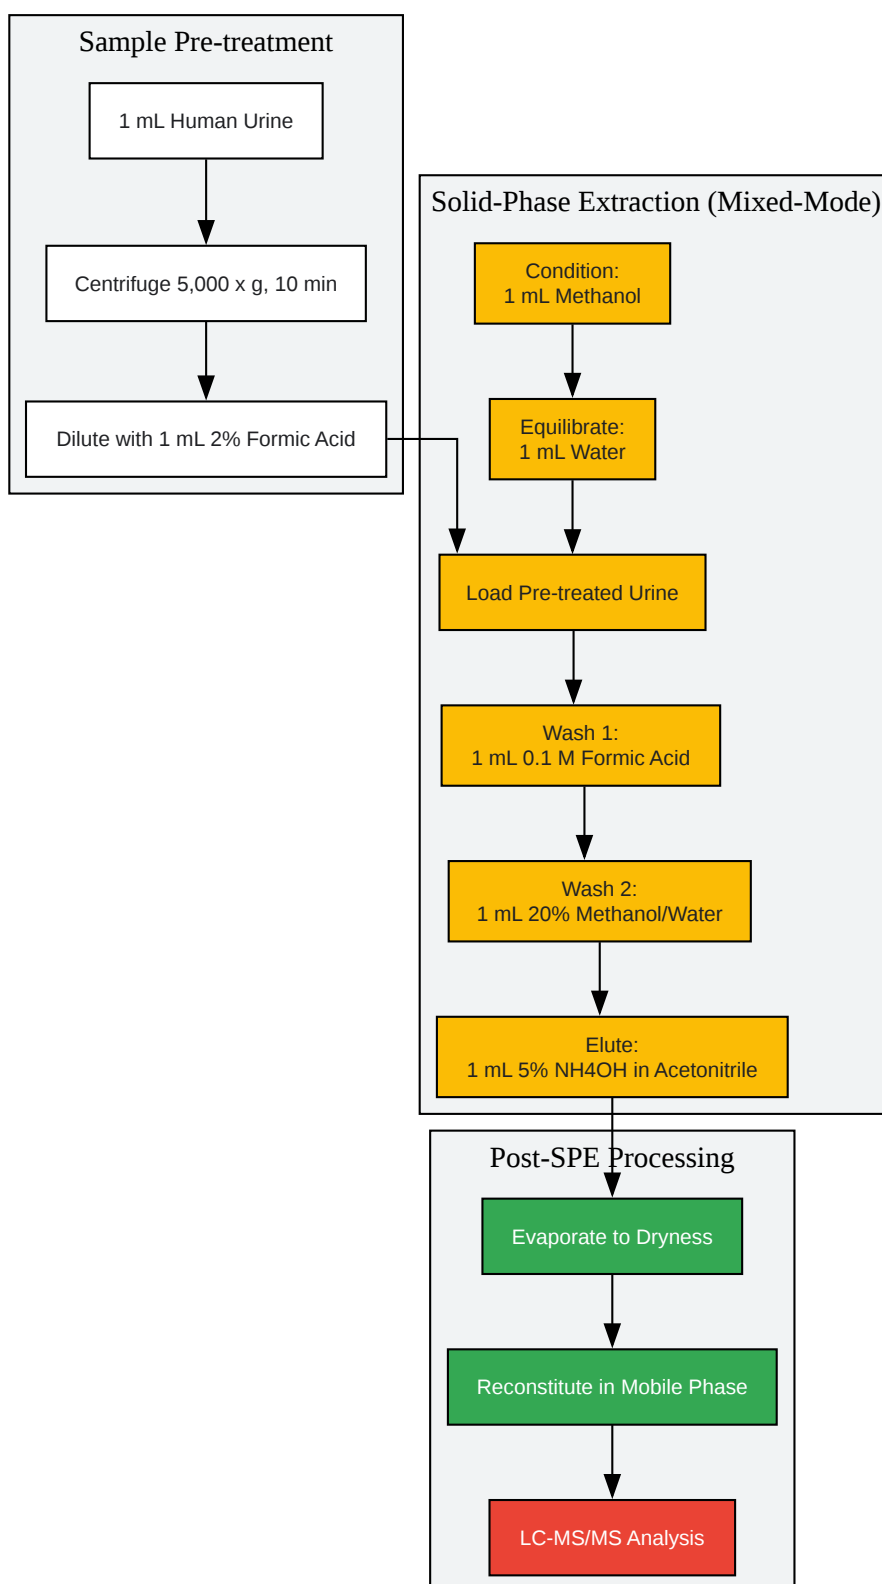 Sample Pre-treatment
1 mL Human Urine
Centrifuge 5,000 x g, 10 min
Dilute with 1 mL 2% Formic Acid
Solid-Phase Extraction (Mixed-Mode)
Condition:
1 mL Methanol
Equilibrate:
1 mL Water
Load Pre-treated Urine
Wash 1:
1 mL 0.1 M Formic Acid
Wash 2:
1 mL 20% Methanol/Water
Elute:
1 mL 5% NH4OH in Acetonitrile
Post-SPE Processing
Evaporate to Dryness
Reconstitute in Mobile Phase
LC-MS/MS Analysis